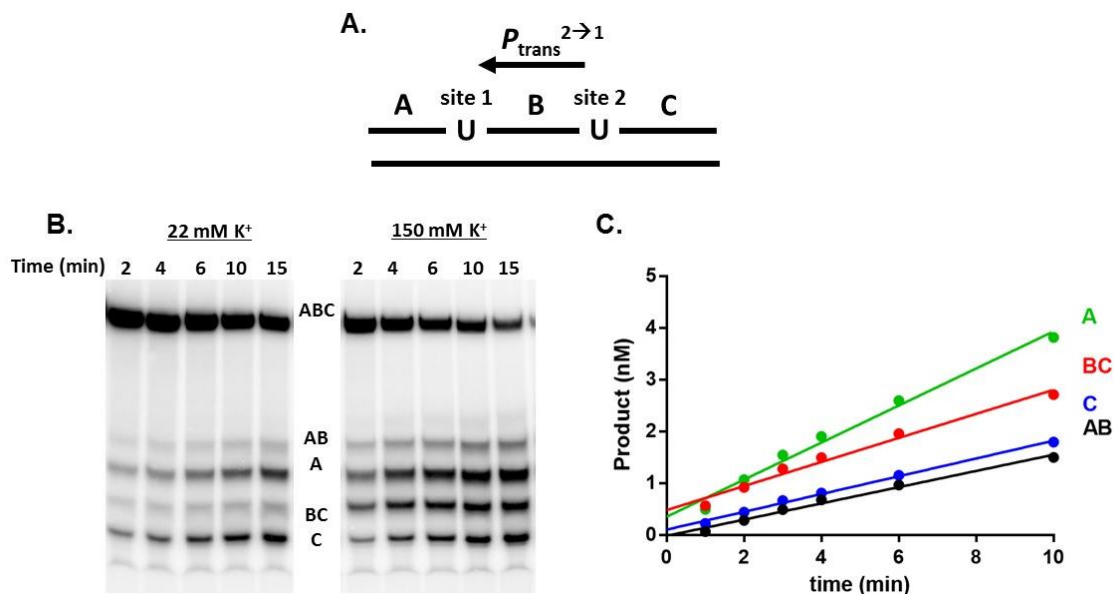 A.
Ptrans 2→1
A site 1 B site 2 C
U U
B.
22 mM K⁺ 150 mM K⁺
Time (min) 2 4 6 10 15 2 4 6 10 15
ABC
AB
A
BC
C
C.
Product (nM)
5
4
3
2
1
0
0 2 4 6 8 10
time (min)
A
BC
C
AB